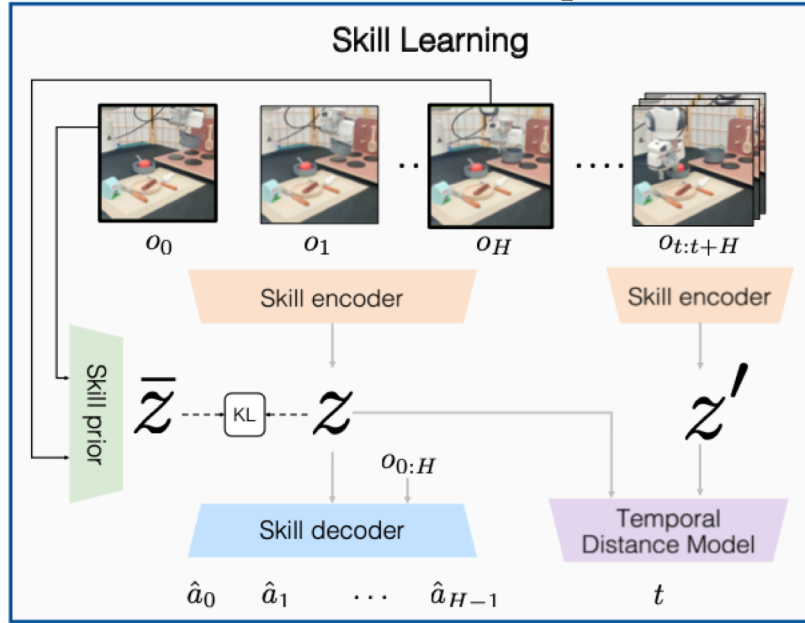 Skill Learning
o_0
o_1
..
o_H
....
o_{t:t+H}
Skill encoder
Skill encoder
Skill prior
z̄
KL
z
z′
o_{0:H}
Skill decoder
Temporal
Distance Model
â_0
â_1
...
â_{H−1}
t